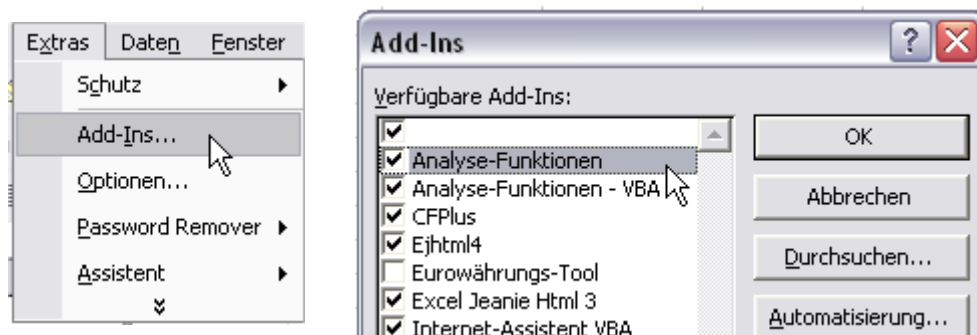 Extras Daten Fenster
Schutz
Add-Ins...
Optionen...
Password Remover
Assistent
Add-Ins
Verfügbare Add-Ins:
Analyse-Funktionen
Analyse-Funktionen - VBA
CFPlus
Ejhtml4
Eurowährungs-Tool
Excel Jeanie Html 3
Internet-Assistent VBA
OK
Abbrechen
Durchsuchen...
Automatisierung...